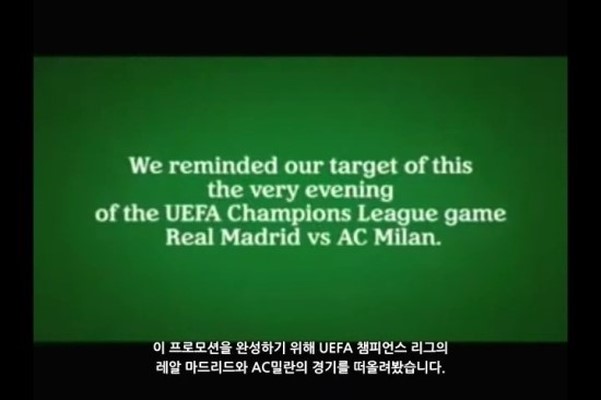 We reminded our target of this
the very evening
of the UEFA Champions League game
Real Madrid vs AC Milan.
이 프로모션을 완성하기 위해 UEFA 챔피언스 리그의
레알 마드리드와 AC밀란의 경기를 떠올려봤습니다.